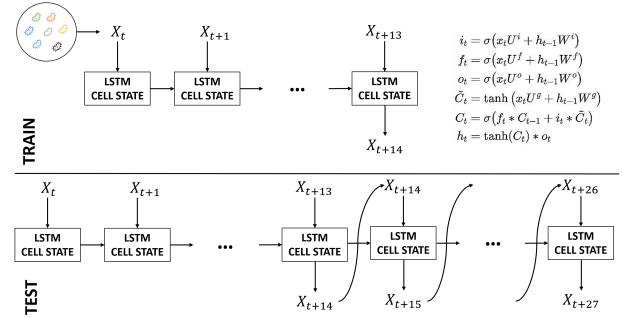 X_t
X_{t+1}
X_{t+13}
LSTM
CELL STATE
LSTM
CELL STATE
...
LSTM
CELL STATE
X_{t+14}
TRAIN
i_t = σ(x_t U^i + h_{t-1} W^i)
f_t = σ(x_t U^f + h_{t-1} W^f)
o_t = σ(x_t U^o + h_{t-1} W^o)
C̃_t = tanh (x_t U^g + h_{t-1} W^g)
C_t = σ(f_t * C_{t-1} + i_t * C̃_t)
h_t = tanh(C_t) * o_t
X_t
X_{t+1}
X_{t+13}
X_{t+14}
X_{t+26}
LSTM
CELL STATE
LSTM
CELL STATE
...
LSTM
CELL STATE
LSTM
CELL STATE
...
LSTM
CELL STATE
X_{t+14}
X_{t+15}
X_{t+27}
TEST